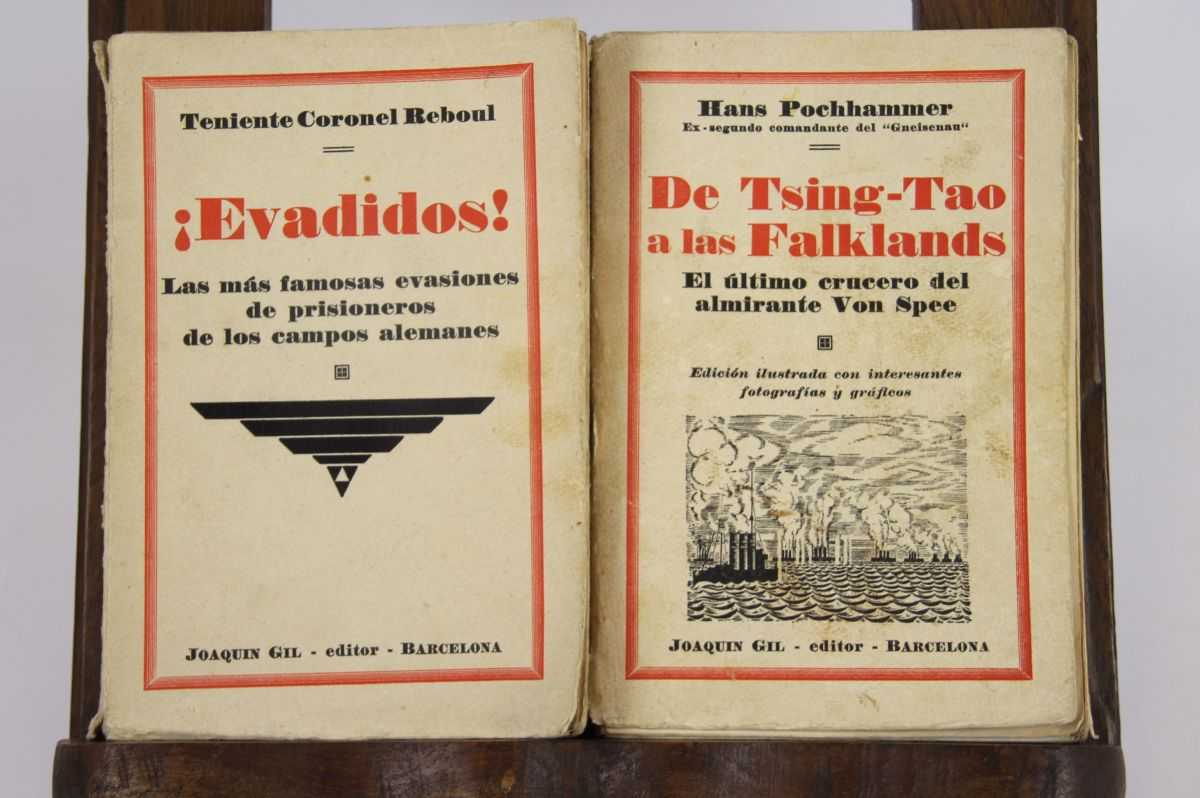 Teniente Coronel Reboul
¡Evadidos!
Las más famosas evasiones
de prisioneros
de los campos alemanes
JOAQUIN GIL - editor - BARCELONA
Hans Pochhammer
Ex-segundo comandante del "Gneisenau"
De Tsing-Tao
a las Falklands
El último crucero del
almirante Von Spee
Edición ilustrada con interesantes
fotografías y gráficos
JOAQUIN GIL - editor - BARCELONA